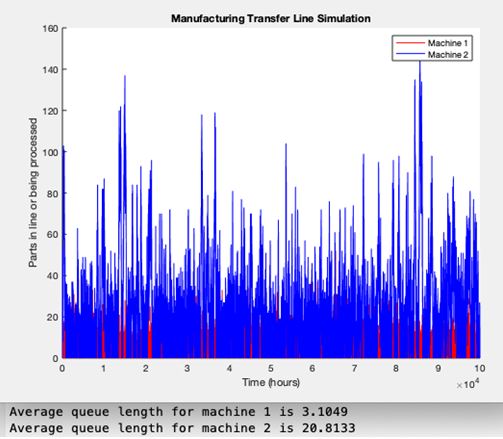 Manufacturing Transfer Line Simulation
160
140
120
100
80
60
40
20
0
Parts in line or being processed
Machine 1
Machine 2
0 1 2 3 4 5 6 7 8 9 10
Time (hours)
×10⁴
Average queue length for machine 1 is 3.1049
Average queue length for machine 2 is 20.8133